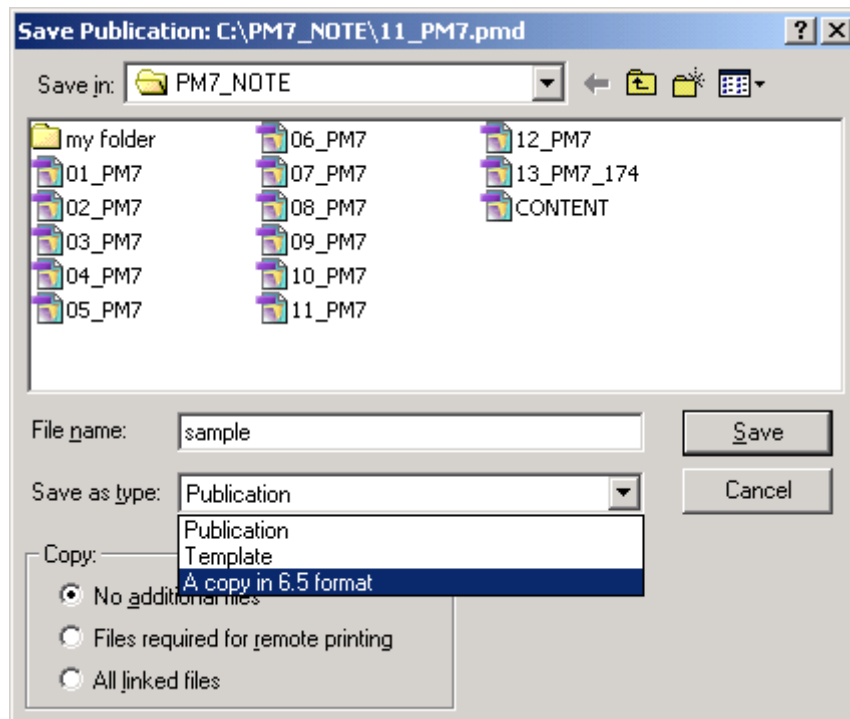 Save Publication: C:\PM7_NOTE\11_PM7.pmd
Save in: PM7_NOTE
my folder 06_PM7 12_PM7
01_PM7 07_PM7 13_PM7_174
02_PM7 08_PM7 CONTENT
03_PM7 09_PM7
04_PM7 10_PM7
05_PM7 11_PM7
File name: sample Save
Save as type: Publication Cancel
Publication
Template
A copy in 6.5 format
Copy:
No additional files
Files required for remote printing
All linked files